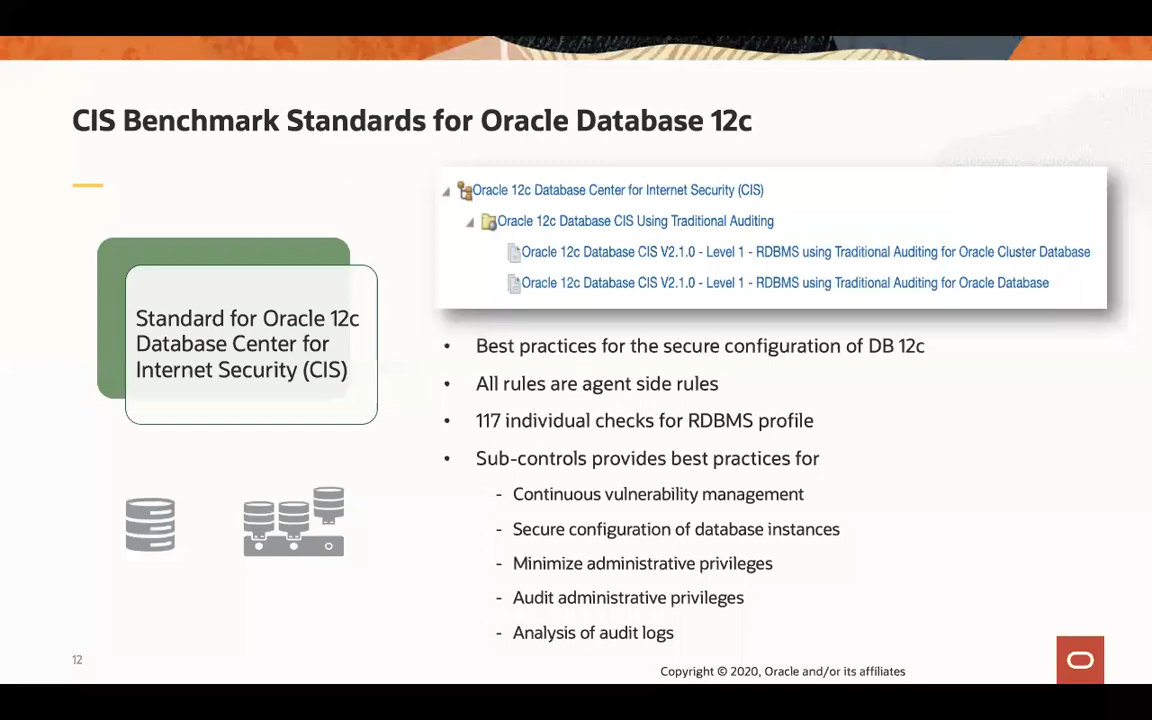 CIS Benchmark Standards for Oracle Database 12c
Oracle 12c Database Center for Internet Security (CIS)
Oracle 12c Database CIS Using Traditional Auditing
Oracle 12c Database CIS V2.1.0 - Level 1 - RDBMS using Traditional Auditing for Oracle Cluster Database
Oracle 12c Database CIS V2.1.0 - Level 1 - RDBMS using Traditional Auditing for Oracle Database
Standard for Oracle 12c
Database Center for
Internet Security (CIS)
• Best practices for the secure configuration of DB 12c
• All rules are agent side rules
• 117 individual checks for RDBMS profile
• Sub-controls provides best practices for
- Continuous vulnerability management
- Secure configuration of database instances
- Minimize administrative privileges
- Audit administrative privileges
- Analysis of audit logs
12
Copyright © 2020, Oracle and/or its affiliates